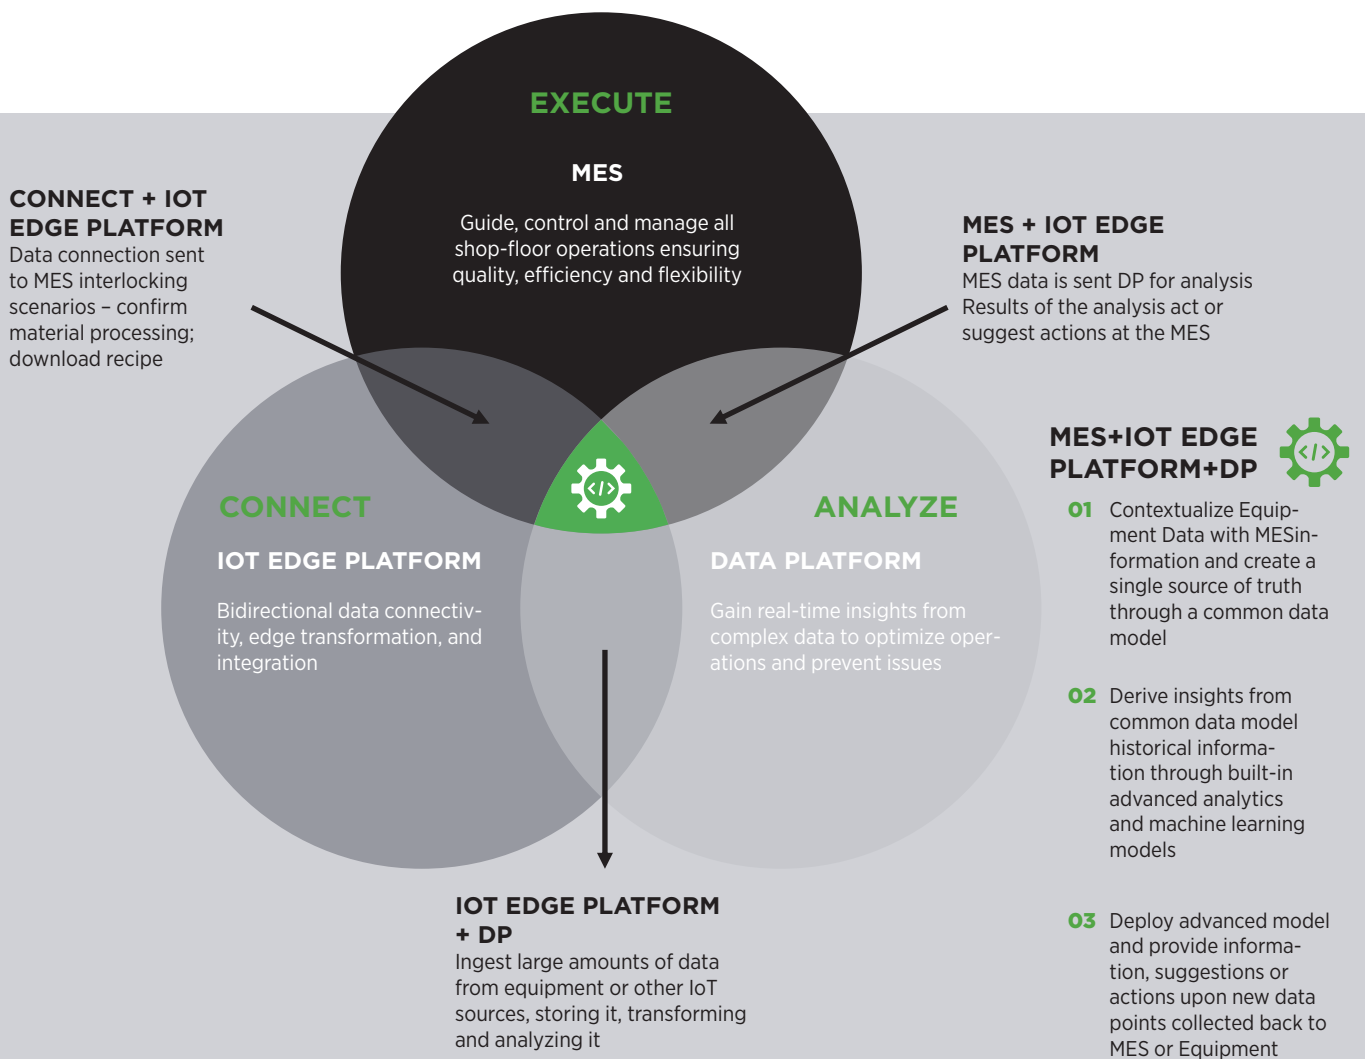 EXECUTE
MES
Guide, control and manage all
shop-floor operations ensuring
quality, efficiency and flexibility
CONNECT + IOT
EDGE PLATFORM
Data connection sent
to MES interlocking
scenarios – confirm
material processing;
download recipe
MES + IOT EDGE
PLATFORM
MES data is sent DP for analysis
Results of the analysis act or
suggest actions at the MES
CONNECT
IOT EDGE PLATFORM
Bidirectional data connectiv-
ity, edge transformation, and
integration
</>
ANALYZE
DATA PLATFORM
Gain real-time insights from
complex data to optimize oper-
ations and prevent issues
IOT EDGE PLATFORM
+ DP
Ingest large amounts of data
from equipment or other IoT
sources, storing it, transforming
and analyzing it
MES+IOT EDGE
PLATFORM+DP
</>
01 Contextualize Equip-
ment Data with MESin-
formation and create a
single source of truth
through a common data
model
02 Derive insights from
common data model
historical informa-
tion through built-in
advanced analytics
and machine learning
models
03 Deploy advanced model
and provide informa-
tion, suggestions or
actions upon new data
points collected back to
MES or Equipment